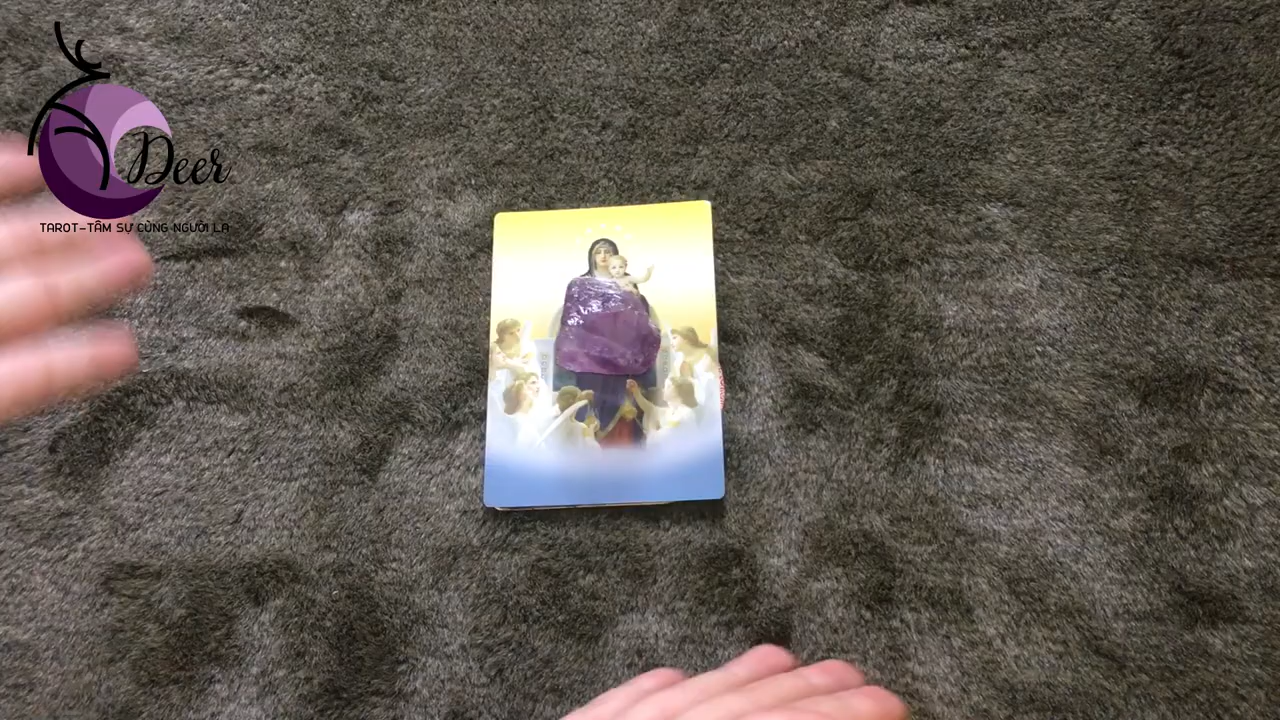 Deer
TAROT-TÂM SỰ CÙNG NGƯỜI LẠ